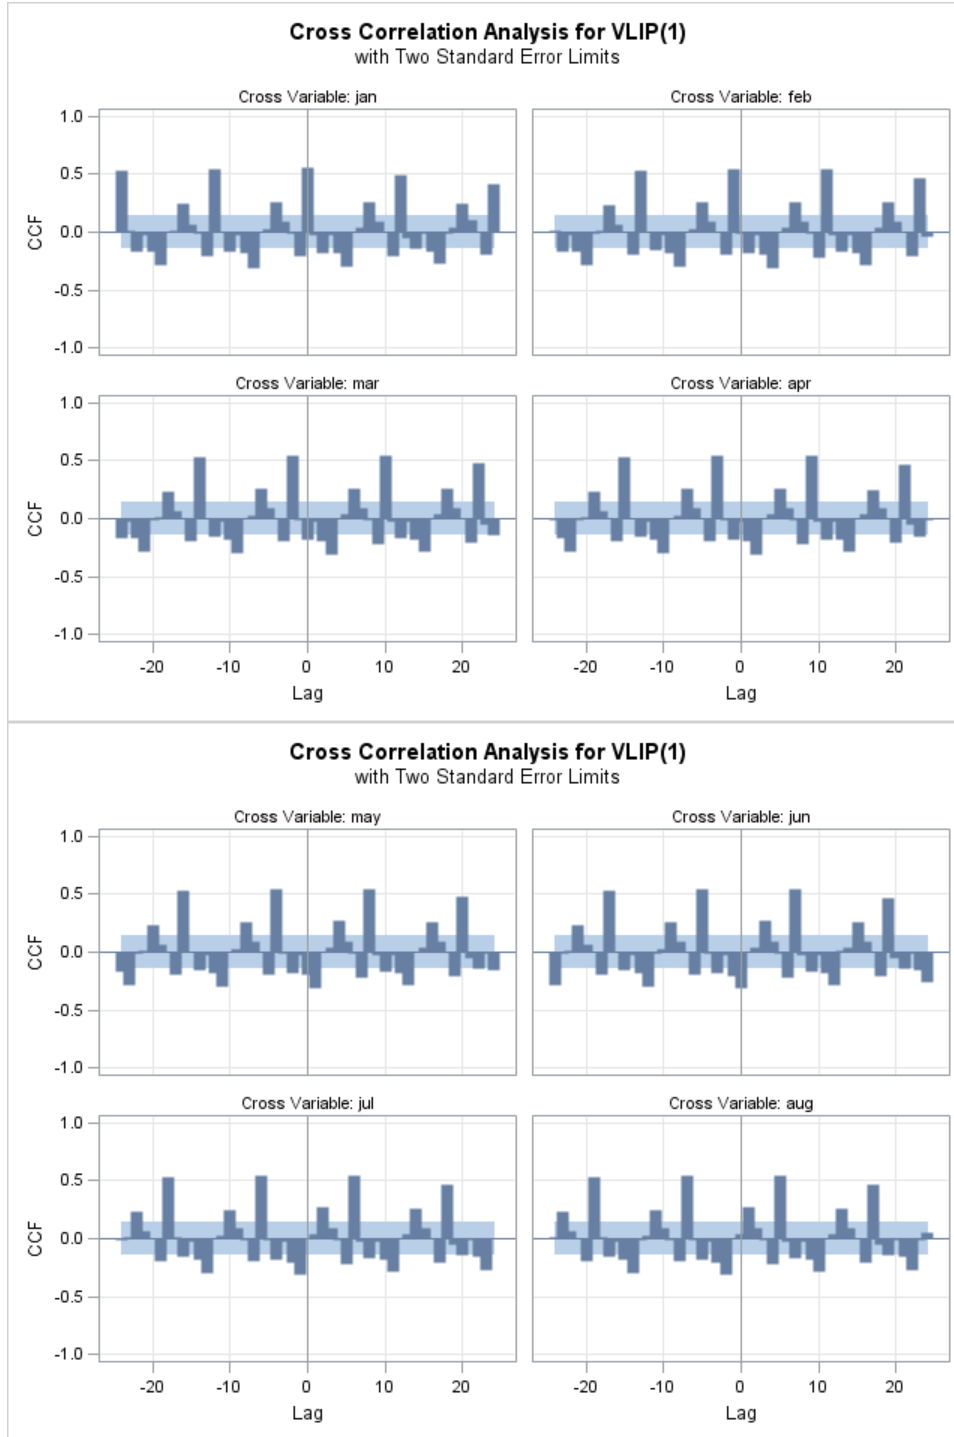 Cross Correlation Analysis for VLIP(1)
with Two Standard Error Limits
Cross Variable: jan
Cross Variable: feb
1.0
0.5
0.0
-0.5
-1.0
CCF
Cross Variable: mar
Cross Variable: apr
1.0
0.5
0.0
-0.5
-1.0
CCF
-20 -10 0 10 20
-20 -10 0 10 20
Lag
Lag
Cross Correlation Analysis for VLIP(1)
with Two Standard Error Limits
Cross Variable: may
Cross Variable: jun
1.0
0.5
0.0
-0.5
-1.0
CCF
Cross Variable: jul
Cross Variable: aug
1.0
0.5
0.0
-0.5
-1.0
CCF
-20 -10 0 10 20
-20 -10 0 10 20
Lag
Lag